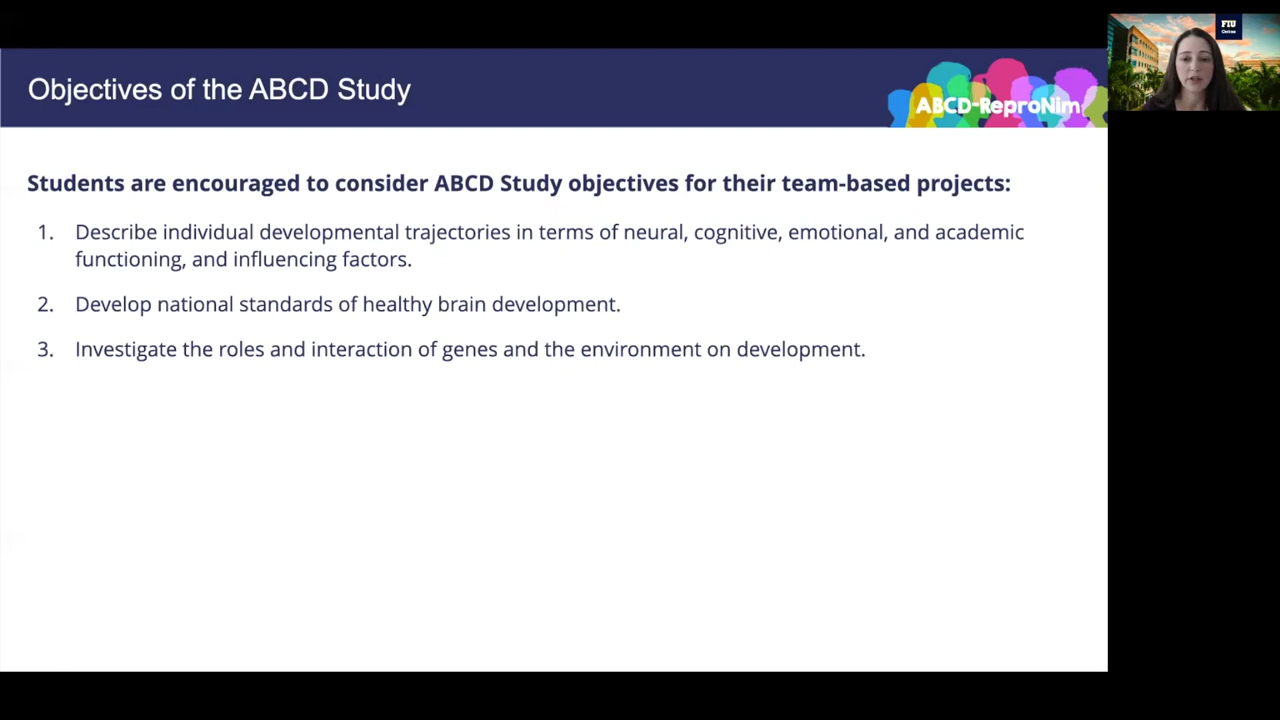 Objectives of the ABCD Study
ABCD-ReproNim
FIU
Online
Students are encouraged to consider ABCD Study objectives for their team-based projects:
1. Describe individual developmental trajectories in terms of neural, cognitive, emotional, and academic
functioning, and influencing factors.
2. Develop national standards of healthy brain development.
3. Investigate the roles and interaction of genes and the environment on development.